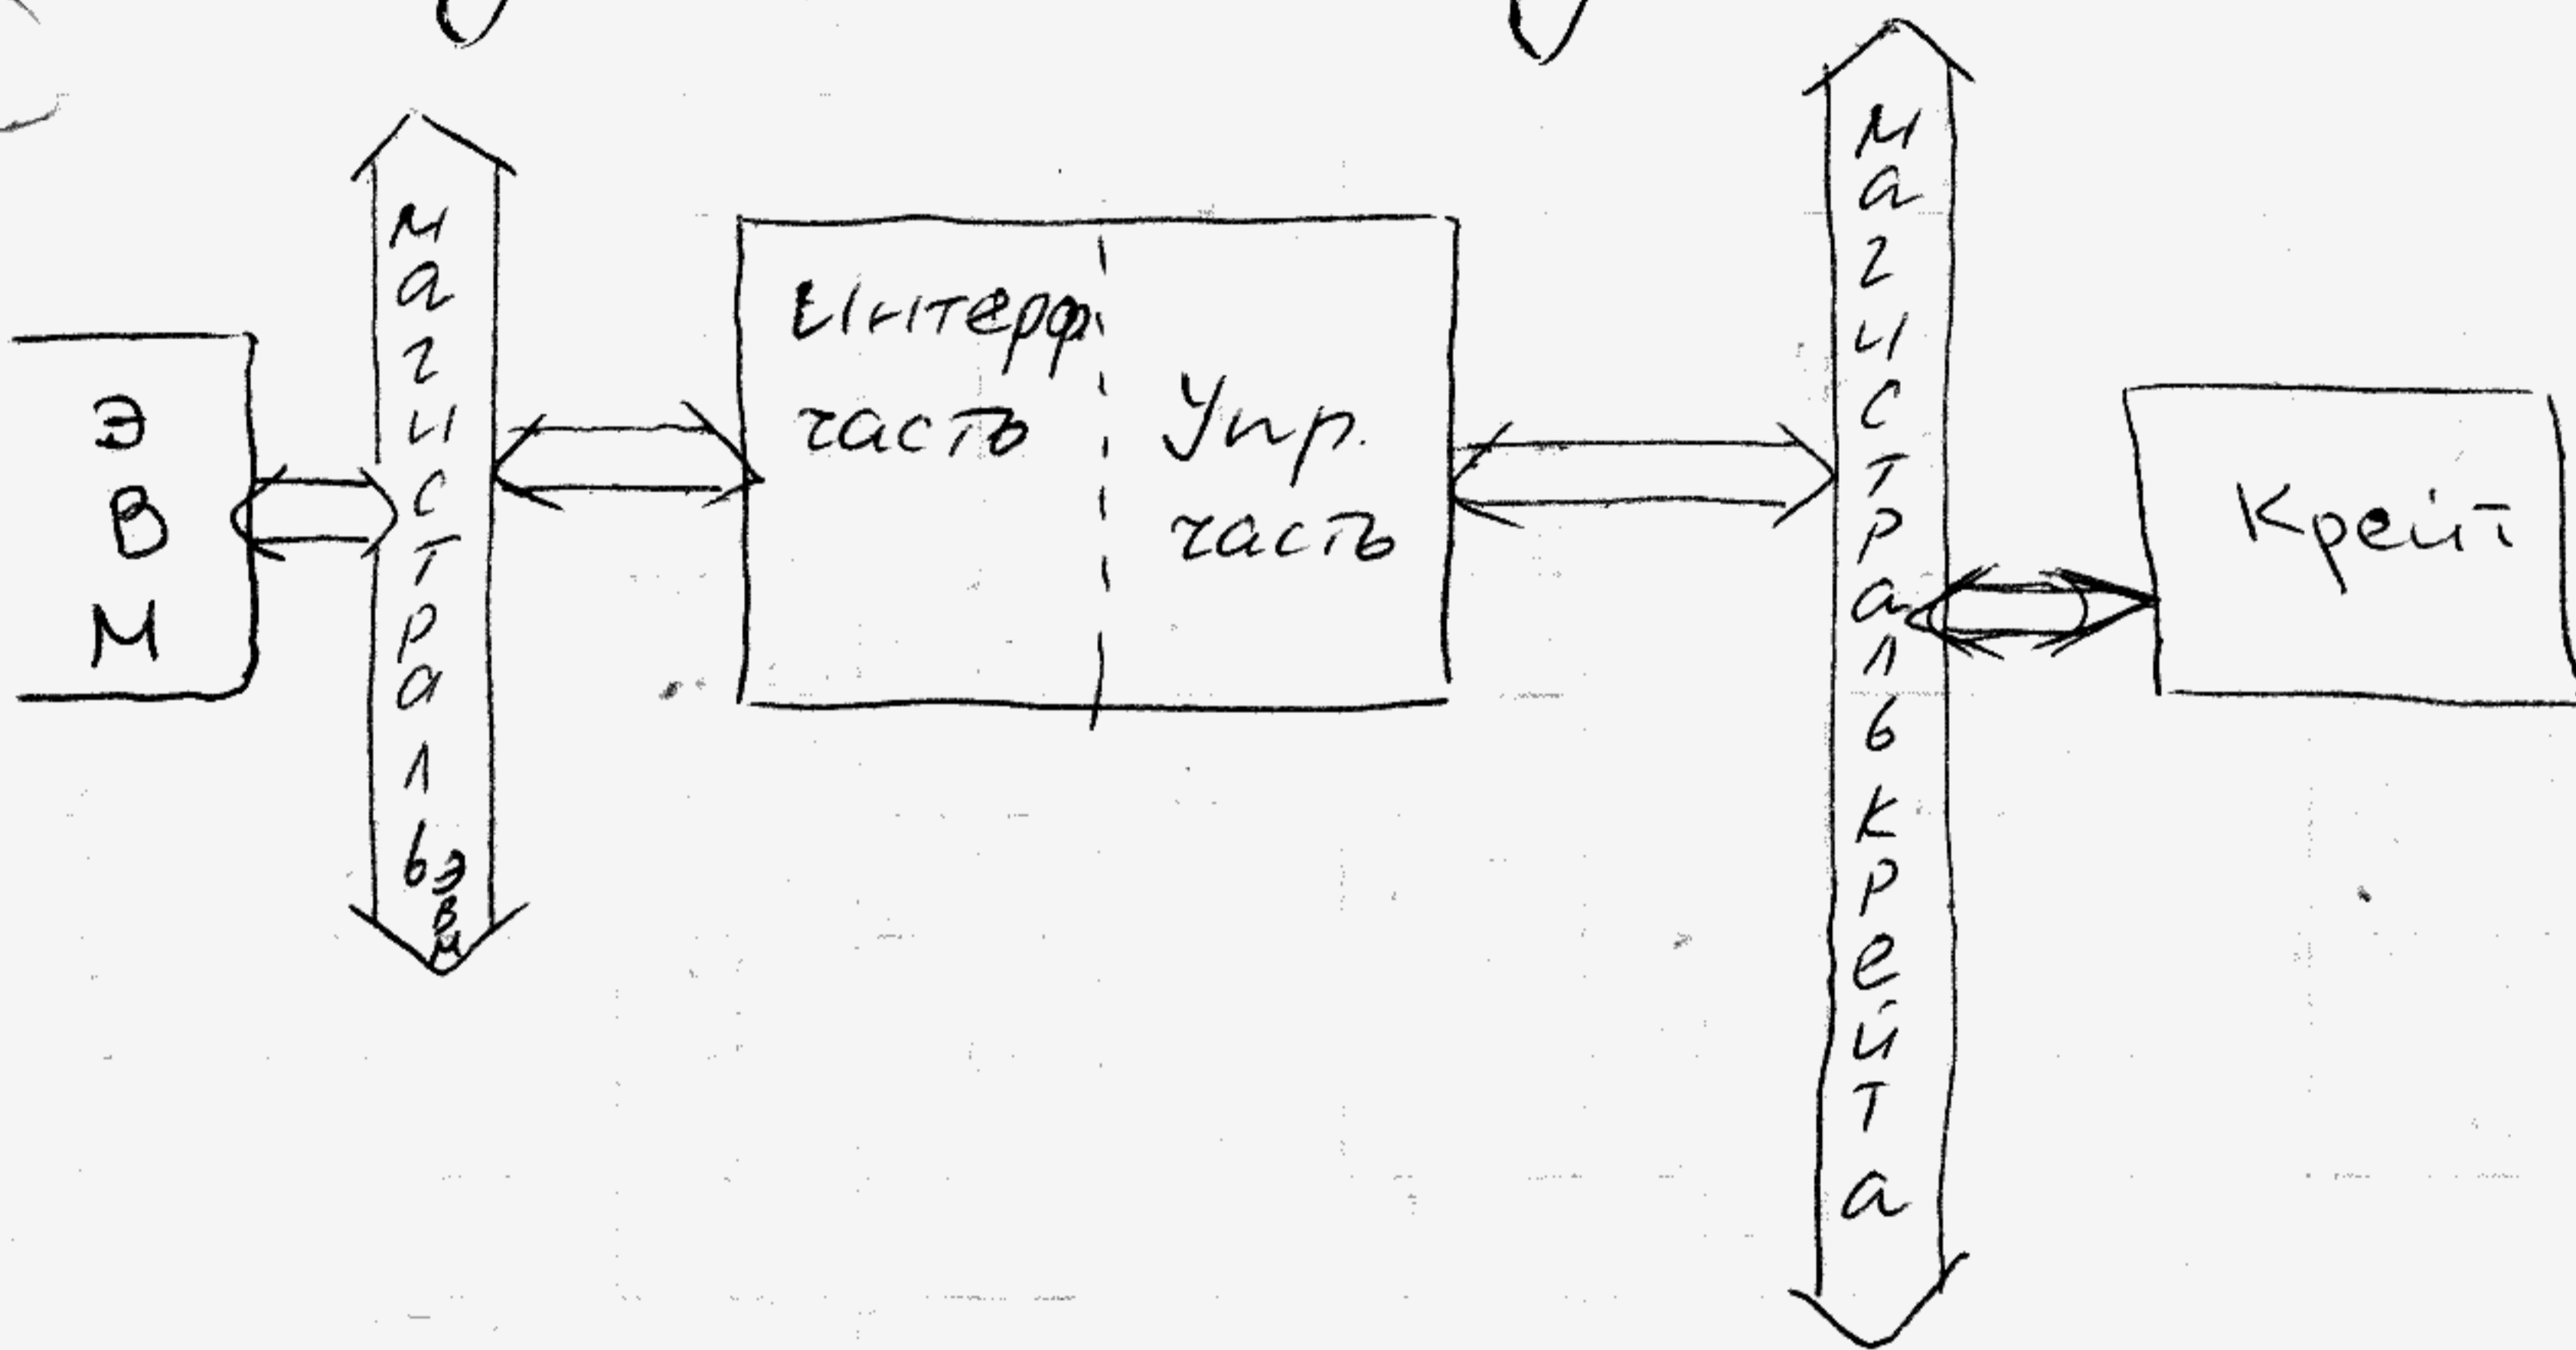 ЭВМ
магистраль ЭВМ
Интерф.
часть
Упр.
часть
магистраль крейта
Крейт